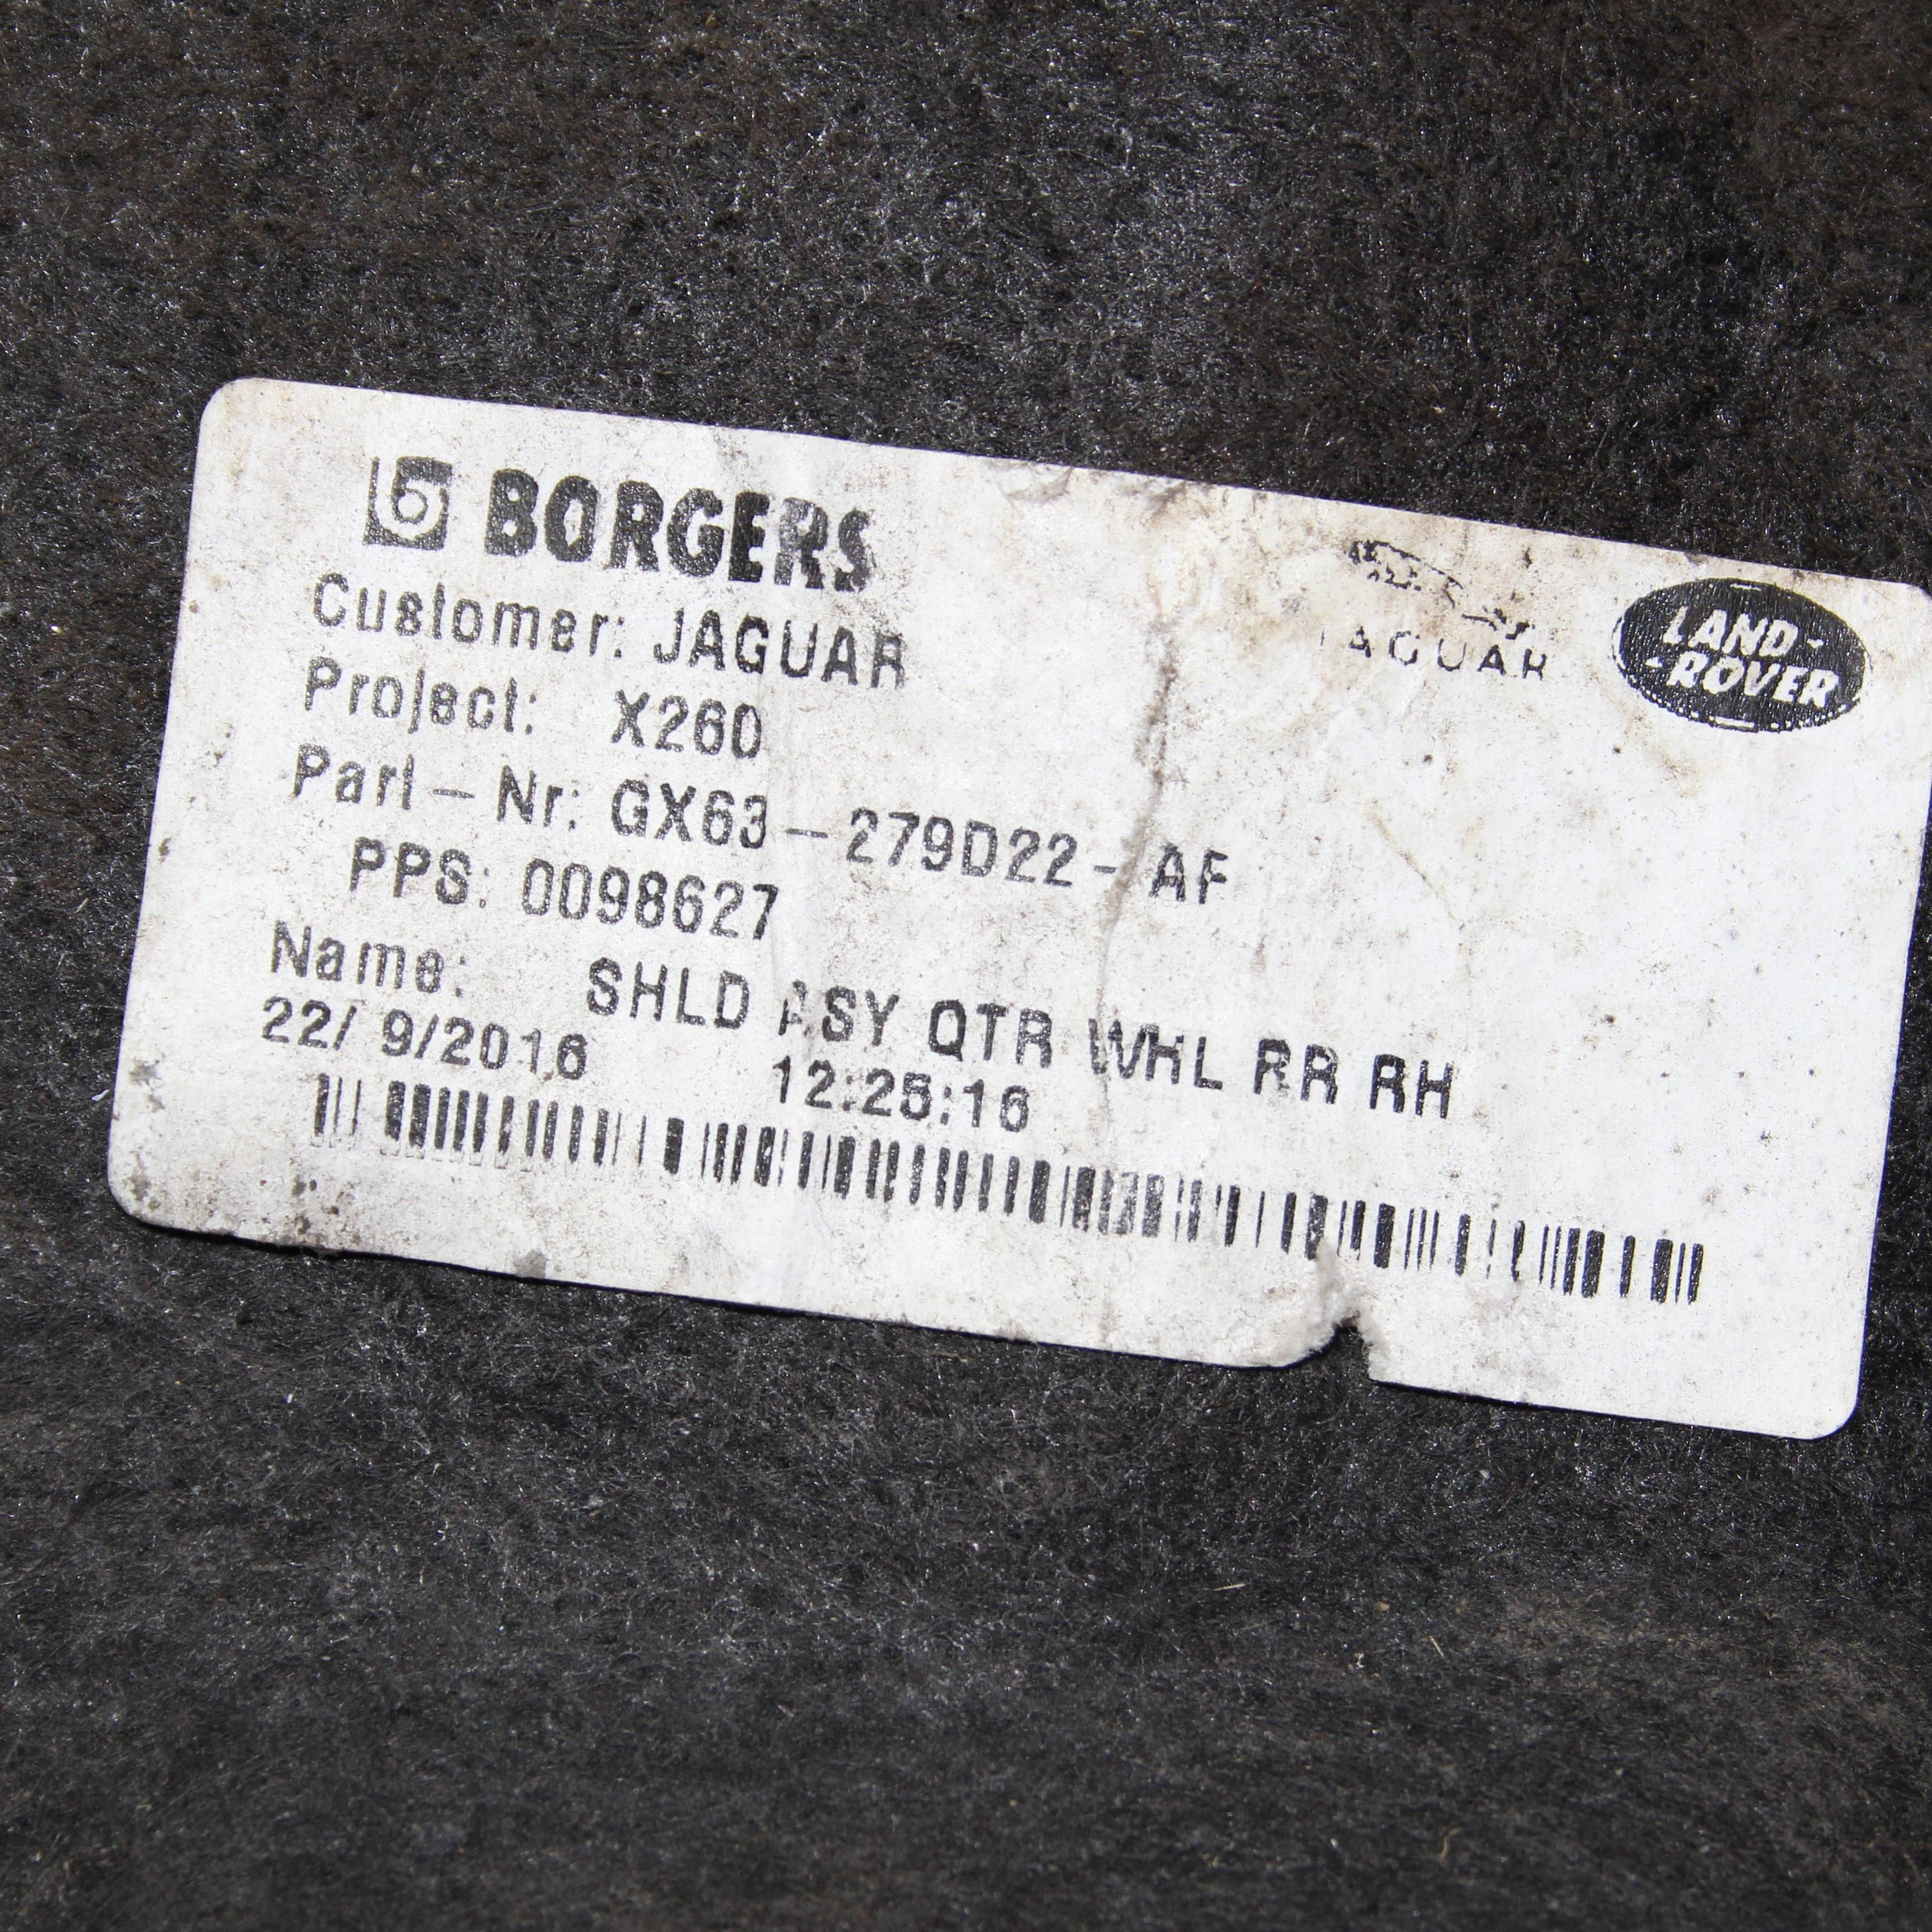 BORGERS
JAGUAR
LAND-
-ROVER
Customer: JAGUAR
Project: X260
Part-Nr: GX63-279D22-AF
PPS: 0098627
Name: SHLD ASY QTR WHL RR RH
22/ 9/2016 12:25:16